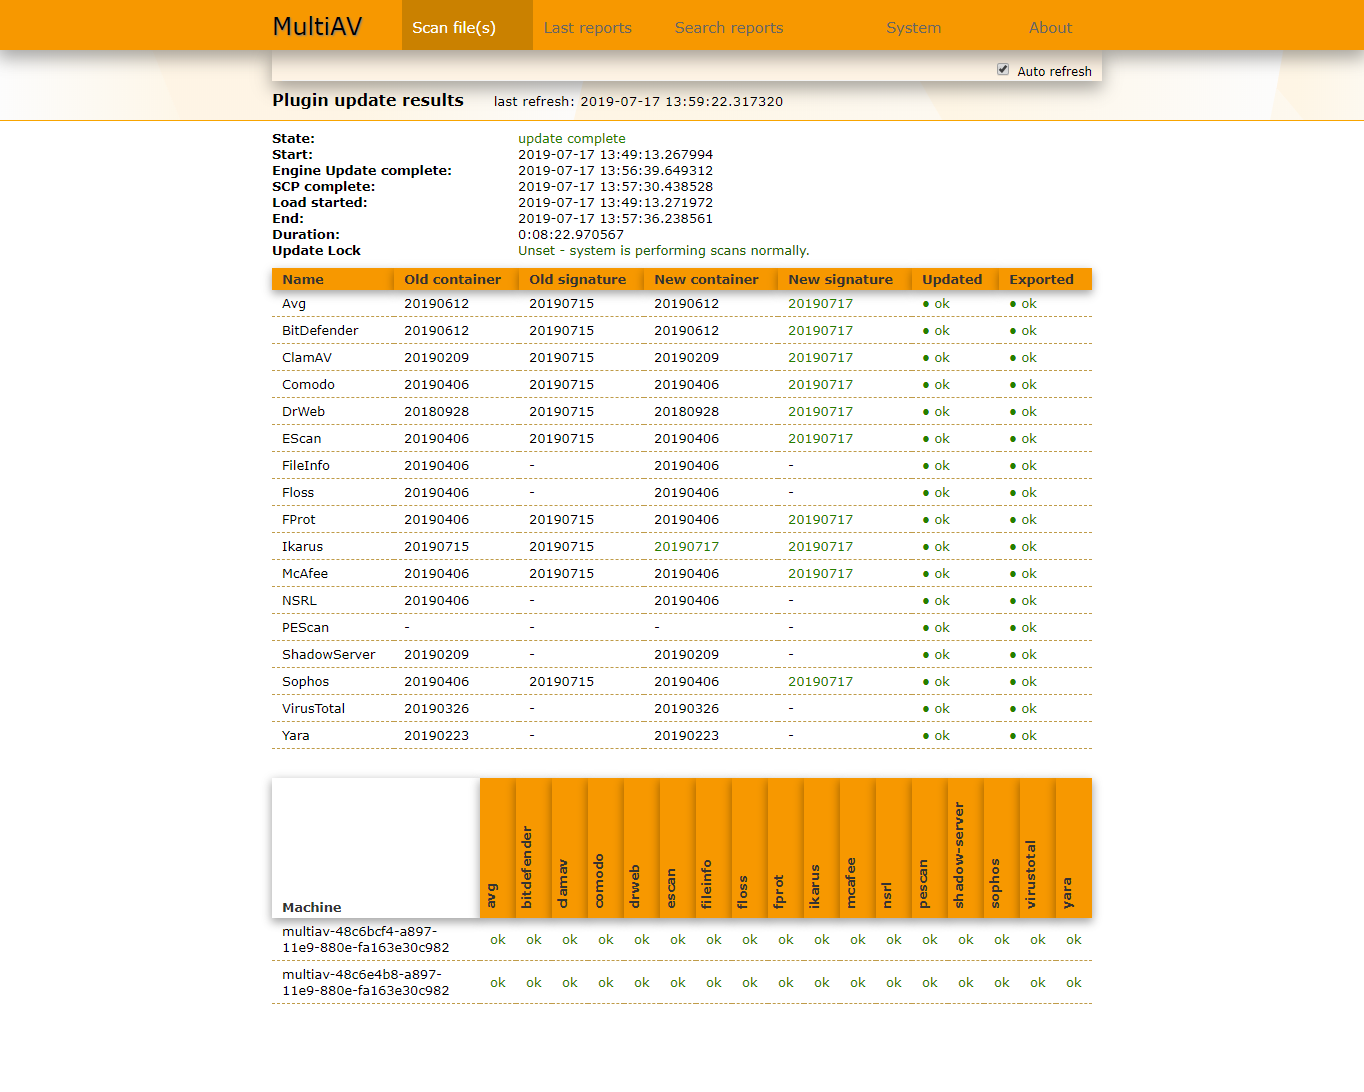 MultiAV Scan file(s) Last reports Search reports System About
Auto refresh
Plugin update results last refresh: 2019-07-17 13:59:22.317320
State: update complete
Start: 2019-07-17 13:49:13.267994
Engine Update complete: 2019-07-17 13:56:39.649312
SCP complete: 2019-07-17 13:57:30.438528
Load started: 2019-07-17 13:49:13.271972
End: 2019-07-17 13:57:36.238561
Duration: 0:08:22.970567
Update Lock Unset - system is performing scans normally.
Name Old container Old signature New container New signature Updated Exported
Avg 20190612 20190715 20190612 20190717 ● ok ● ok
BitDefender 20190612 20190715 20190612 20190717 ● ok ● ok
ClamAV 20190209 20190715 20190209 20190717 ● ok ● ok
Comodo 20190406 20190715 20190406 20190717 ● ok ● ok
DrWeb 20180928 20190715 20180928 20190717 ● ok ● ok
EScan 20190406 20190715 20190406 20190717 ● ok ● ok
FileInfo 20190406 - 20190406 - ● ok ● ok
Floss 20190406 - 20190406 - ● ok ● ok
FProt 20190406 20190715 20190406 20190717 ● ok ● ok
Ikarus 20190715 20190715 20190717 20190717 ● ok ● ok
McAfee 20190406 20190715 20190406 20190717 ● ok ● ok
NSRL 20190406 - 20190406 - ● ok ● ok
PEScan - - - - ● ok ● ok
ShadowServer 20190209 - 20190209 - ● ok ● ok
Sophos 20190406 20190715 20190406 20190717 ● ok ● ok
VirusTotal 20190326 - 20190326 - ● ok ● ok
Yara 20190223 - 20190223 - ● ok ● ok
Machine avg bitdefender clamav comodo drweb escan fileinfo floss fprot ikarus mcafee nsrl pescan shadow-server sophos virustotal yara
multiav-48c6bcf4-a897-
11e9-880e-fa163e30c982 ok ok ok ok ok ok ok ok ok ok ok ok ok ok ok ok ok
multiav-48c6e4b8-a897-
11e9-880e-fa163e30c982 ok ok ok ok ok ok ok ok ok ok ok ok ok ok ok ok ok